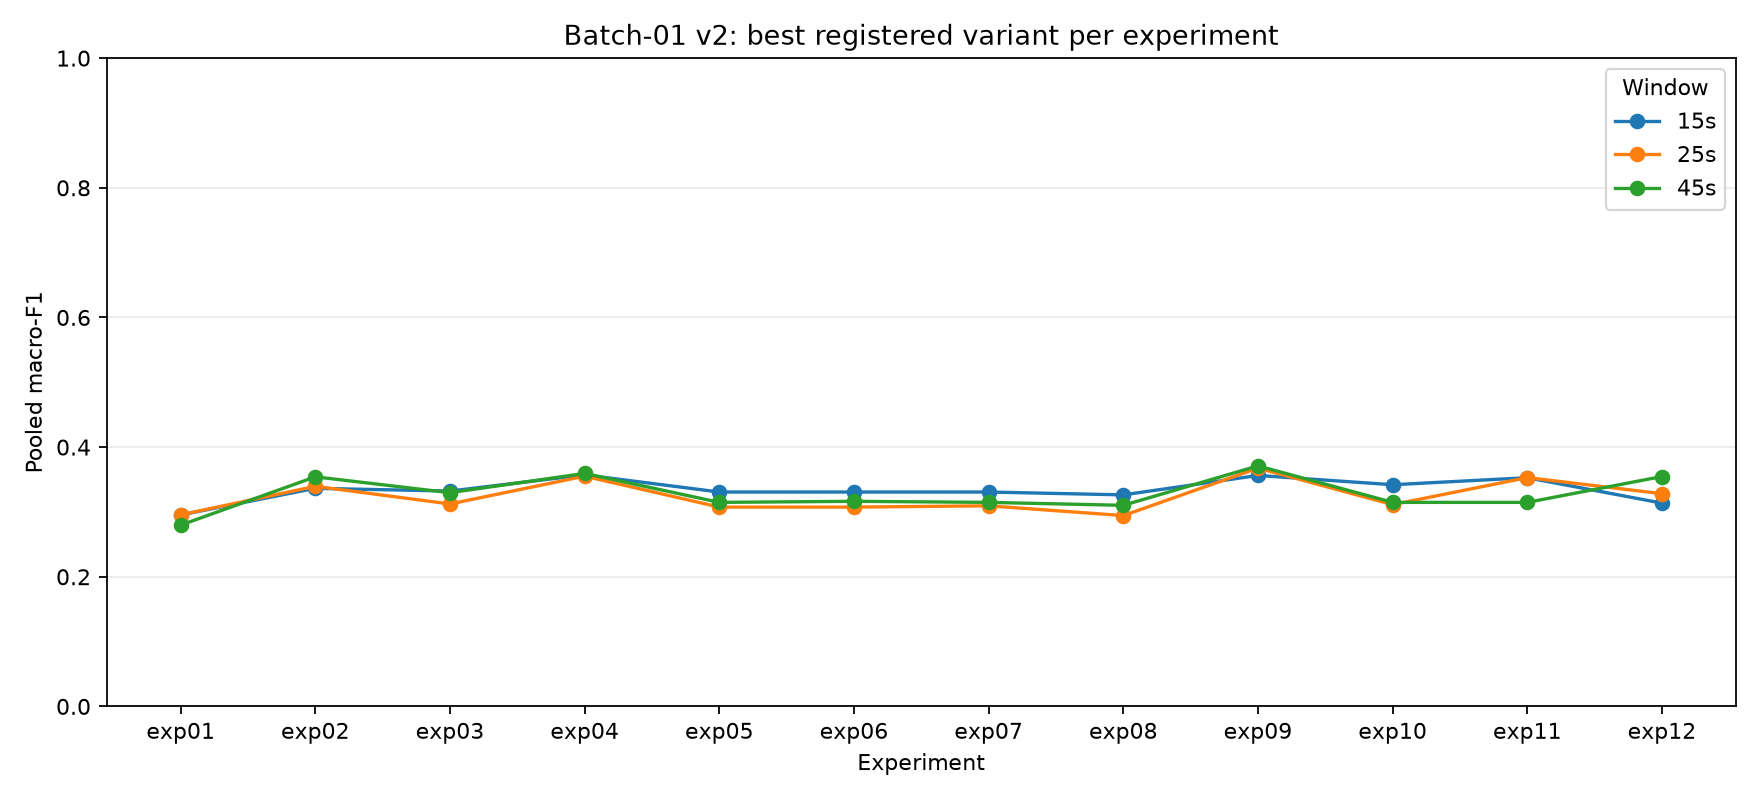 Batch-01 v2: best registered variant per experiment
1.0
0.8
0.6
0.4
0.2
0.0
Pooled macro-F1
Window
15s
25s
45s
exp01 exp02 exp03 exp04 exp05 exp06 exp07 exp08 exp09 exp10 exp11 exp12
Experiment